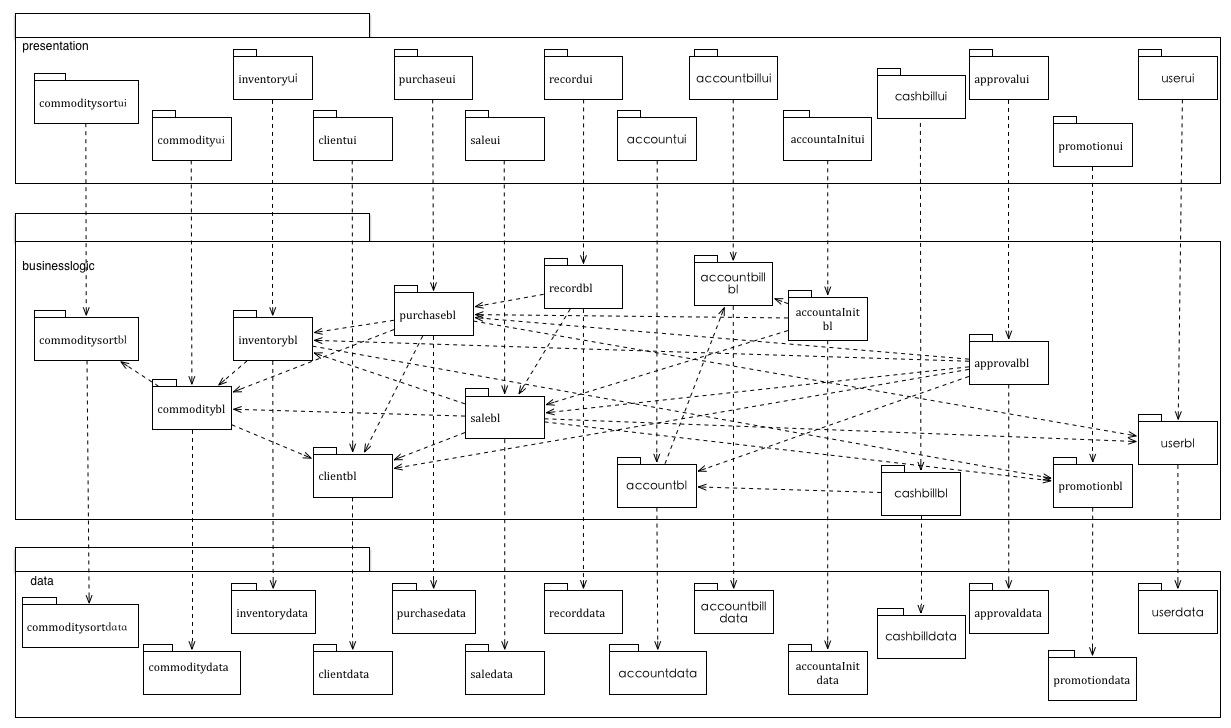 presentation
commoditysortui
commodityui
inventoryui
clientui
purchaseui
saleui
recordui
accountui
accountbillui
accountaInitui
cashbillui
approvalui
promotionui
userui
businesslogic
commoditysortbl
commoditybl
inventorybl
clientbl
purchasebl
salebl
recordbl
accountbl
accountbill
bl
accountaInit
bl
cashbillbl
approvalbl
promotionbl
userbl
data
commoditysortdata
commoditydata
inventorydata
clientdata
purchasedata
saledata
recorddata
accountdata
accountbill
data
accountaInit
data
cashbilldata
approvaldata
promotiondata
userdata